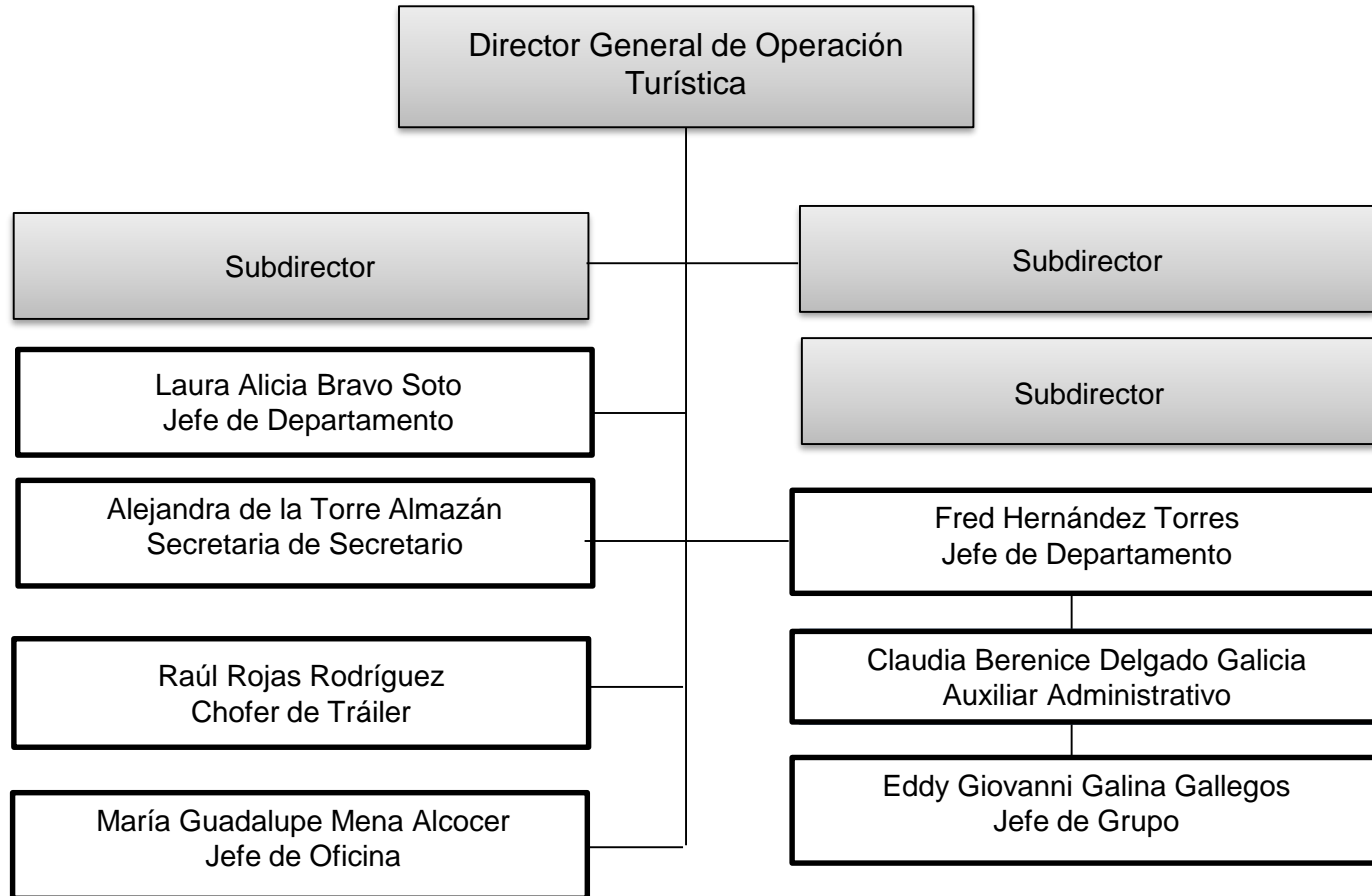 Director General de Operación
Turística
Subdirector
Subdirector
Laura Alicia Bravo Soto
Jefe de Departamento
Subdirector
Alejandra de la Torre Almazán
Secretaria de Secretario
Fred Hernández Torres
Jefe de Departamento
Raúl Rojas Rodríguez
Chofer de Tráiler
Claudia Berenice Delgado Galicia
Auxiliar Administrativo
María Guadalupe Mena Alcocer
Jefe de Oficina
Eddy Giovanni Galina Gallegos
Jefe de Grupo